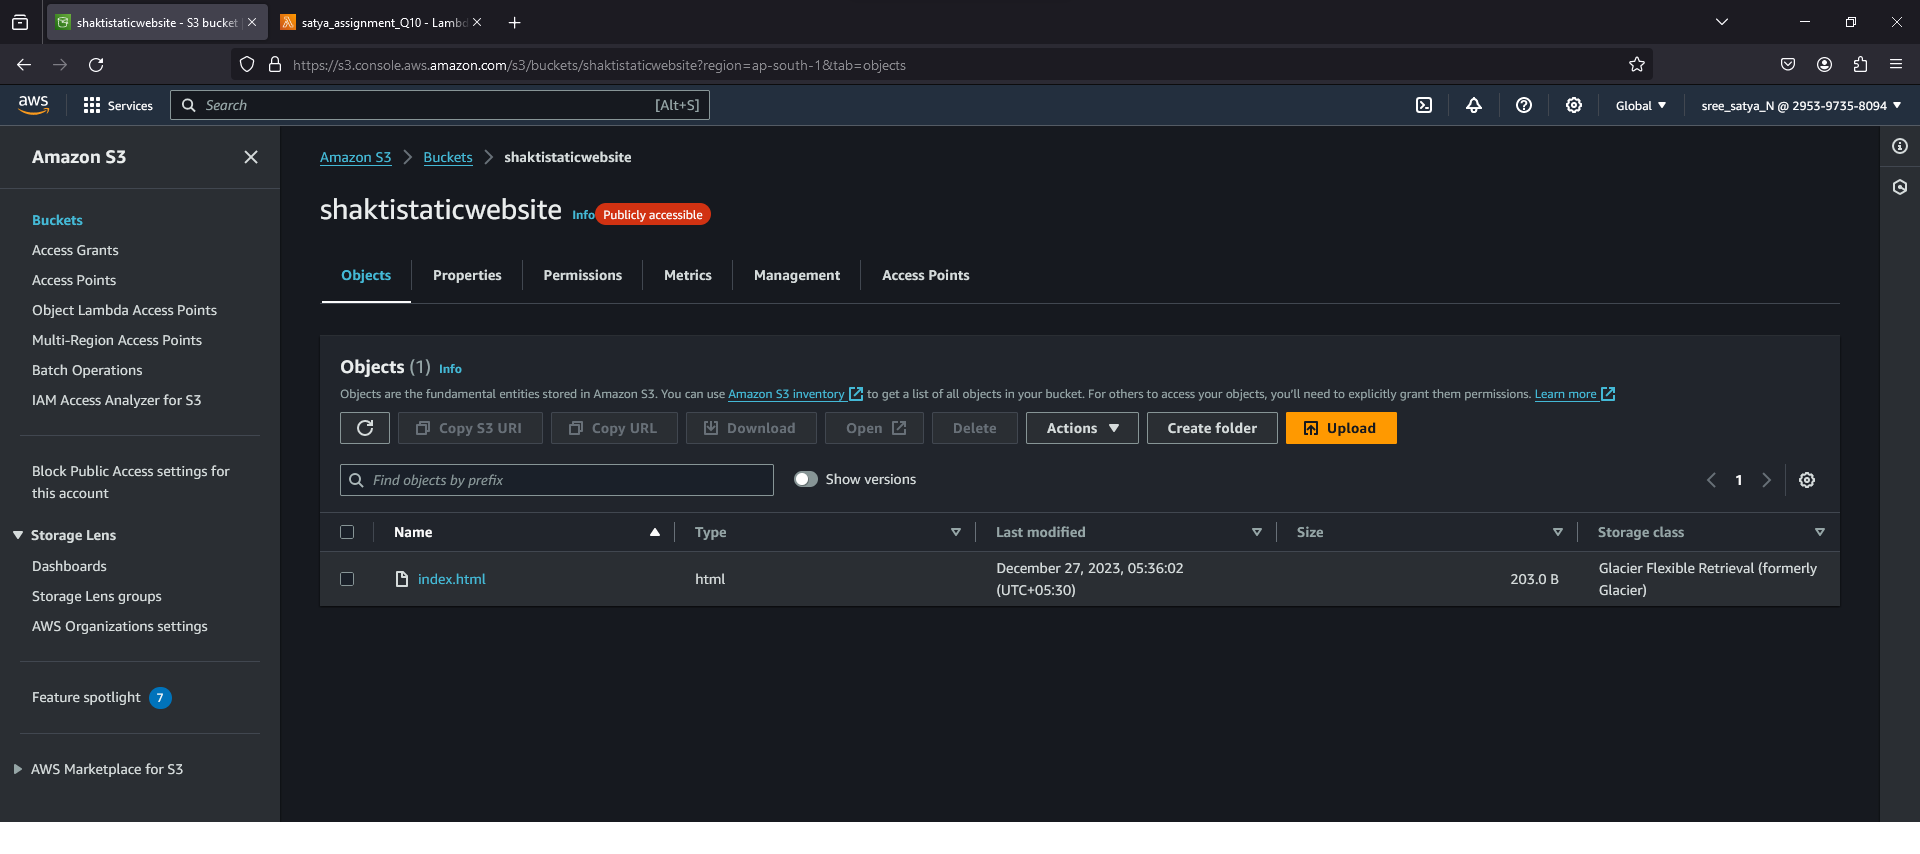 shaktistaticwebsite - S3 bucket
satya_assignment_Q10 - Lambd
https://s3.console.aws.amazon.com/s3/buckets/shaktistaticwebsite?region=ap-south-1&tab=objects
aws
Services
Search
[Alt+S]
Global
sree_satya_N @ 2953-9735-8094
Amazon S3
Buckets
Access Grants
Access Points
Object Lambda Access Points
Multi-Region Access Points
Batch Operations
IAM Access Analyzer for S3
Block Public Access settings for
this account
Storage Lens
Dashboards
Storage Lens groups
AWS Organizations settings
Feature spotlight 7
AWS Marketplace for S3
Amazon S3 > Buckets > shaktistaticwebsite
shaktistaticwebsite Info Publicly accessible
Objects Properties Permissions Metrics Management Access Points
Objects (1) Info
Objects are the fundamental entities stored in Amazon S3. You can use Amazon S3 inventory to get a list of all objects in your bucket. For others to access your objects, you'll need to explicitly grant them permissions. Learn more
Copy S3 URI Copy URL Download Open Delete Actions Create folder Upload
Find objects by prefix
Show versions
1
Name Type Last modified Size Storage class
index.html html December 27, 2023, 05:36:02 203.0 B Glacier Flexible Retrieval (formerly
(UTC+05:30) Glacier)